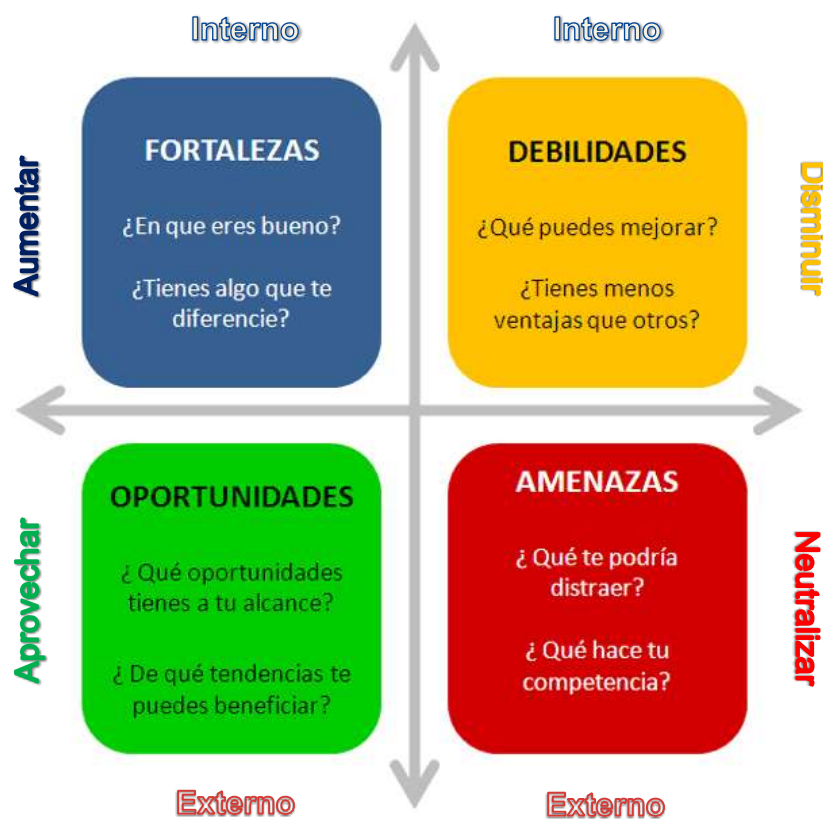 Interno
Interno
Aumentar
FORTALEZAS
¿En que eres bueno?
¿Tienes algo que te
diferencie?
DEBILIDADES
¿Qué puedes mejorar?
¿Tienes menos
ventajas que otros?
Disminuir
Aprovechar
OPORTUNIDADES
¿ Qué oportunidades
tienes a tu alcance?
¿ De qué tendencias te
puedes beneficiar?
AMENAZAS
¿ Qué te podría
distraer?
¿ Qué hace tu
competencia?
Neutralizar
Externo
Externo